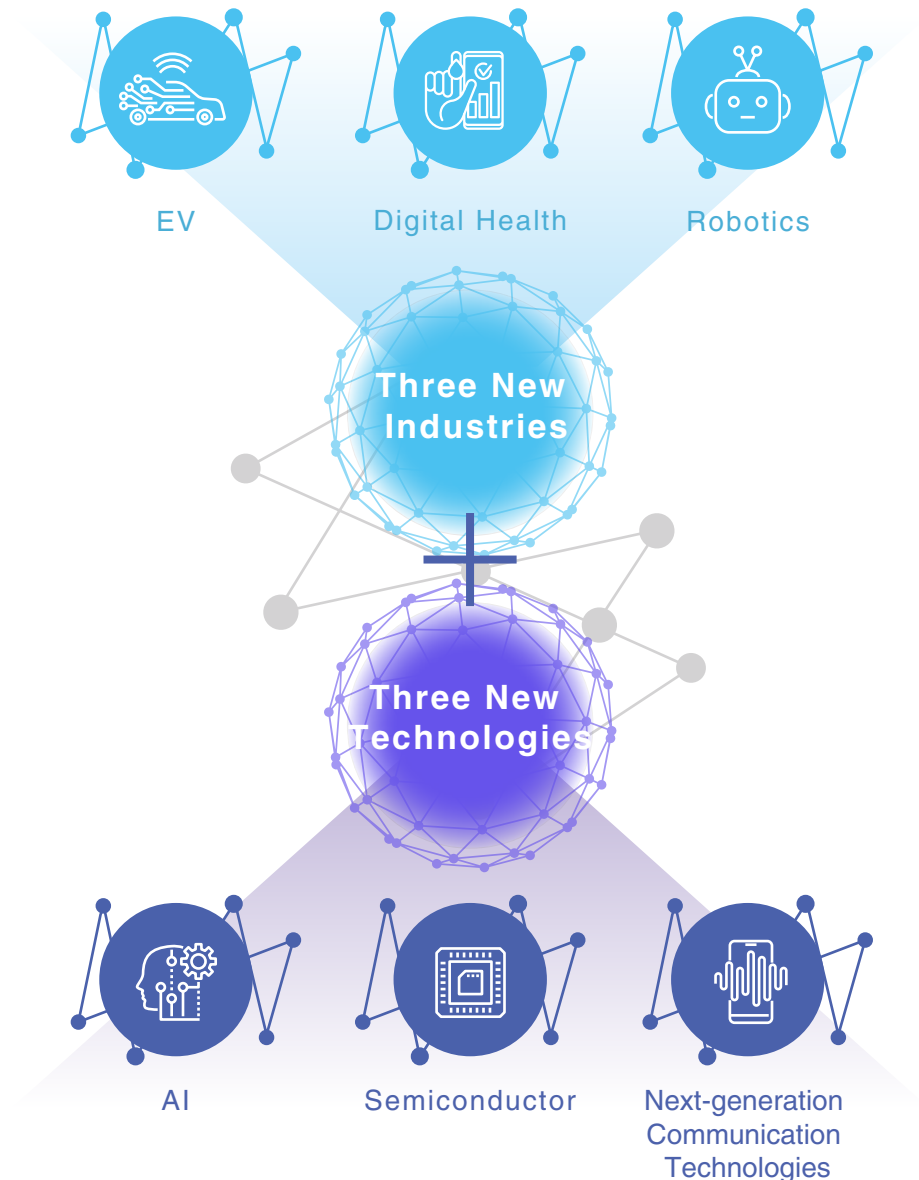 EV
Digital Health
Robotics
Three New
Industries
Three New
Technologies
AI
Semiconductor
Next-generation
Communication
Technologies